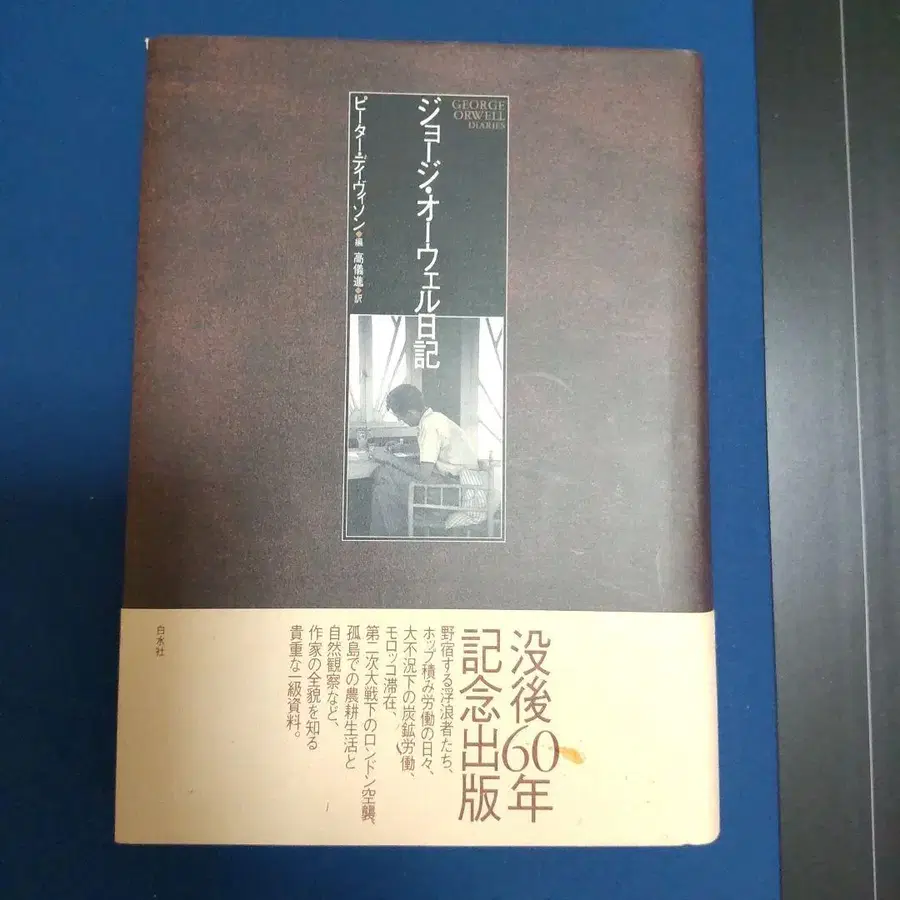 GEORGE
ORWELL
DIARIES
ジョージ・オーウェル日記
ピーター・デイヴィソン◆編 高儀進◆訳
没後60年
記念出版
野宿する浮浪者たち、
ホップ積み労働の日々、
大不況下の炭鉱労働、
モロッコ滞在、
第二次大戦下のロンドン空襲、
孤島での農耕生活と
自然観察など、
作家の全貌を知る
貴重な一級資料。
白水社